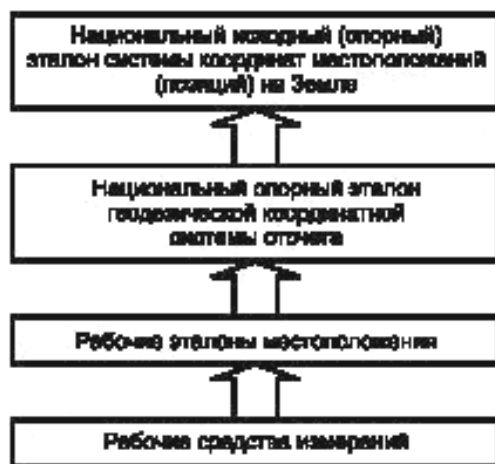 Национальный исходный (опорный)
эталон системы координат местоположений
(позиций) на Земле
Национальный опорный эталон
геодезической координатной
системы отсчета
Рабочие эталоны местоположения
Рабочие средства измерений